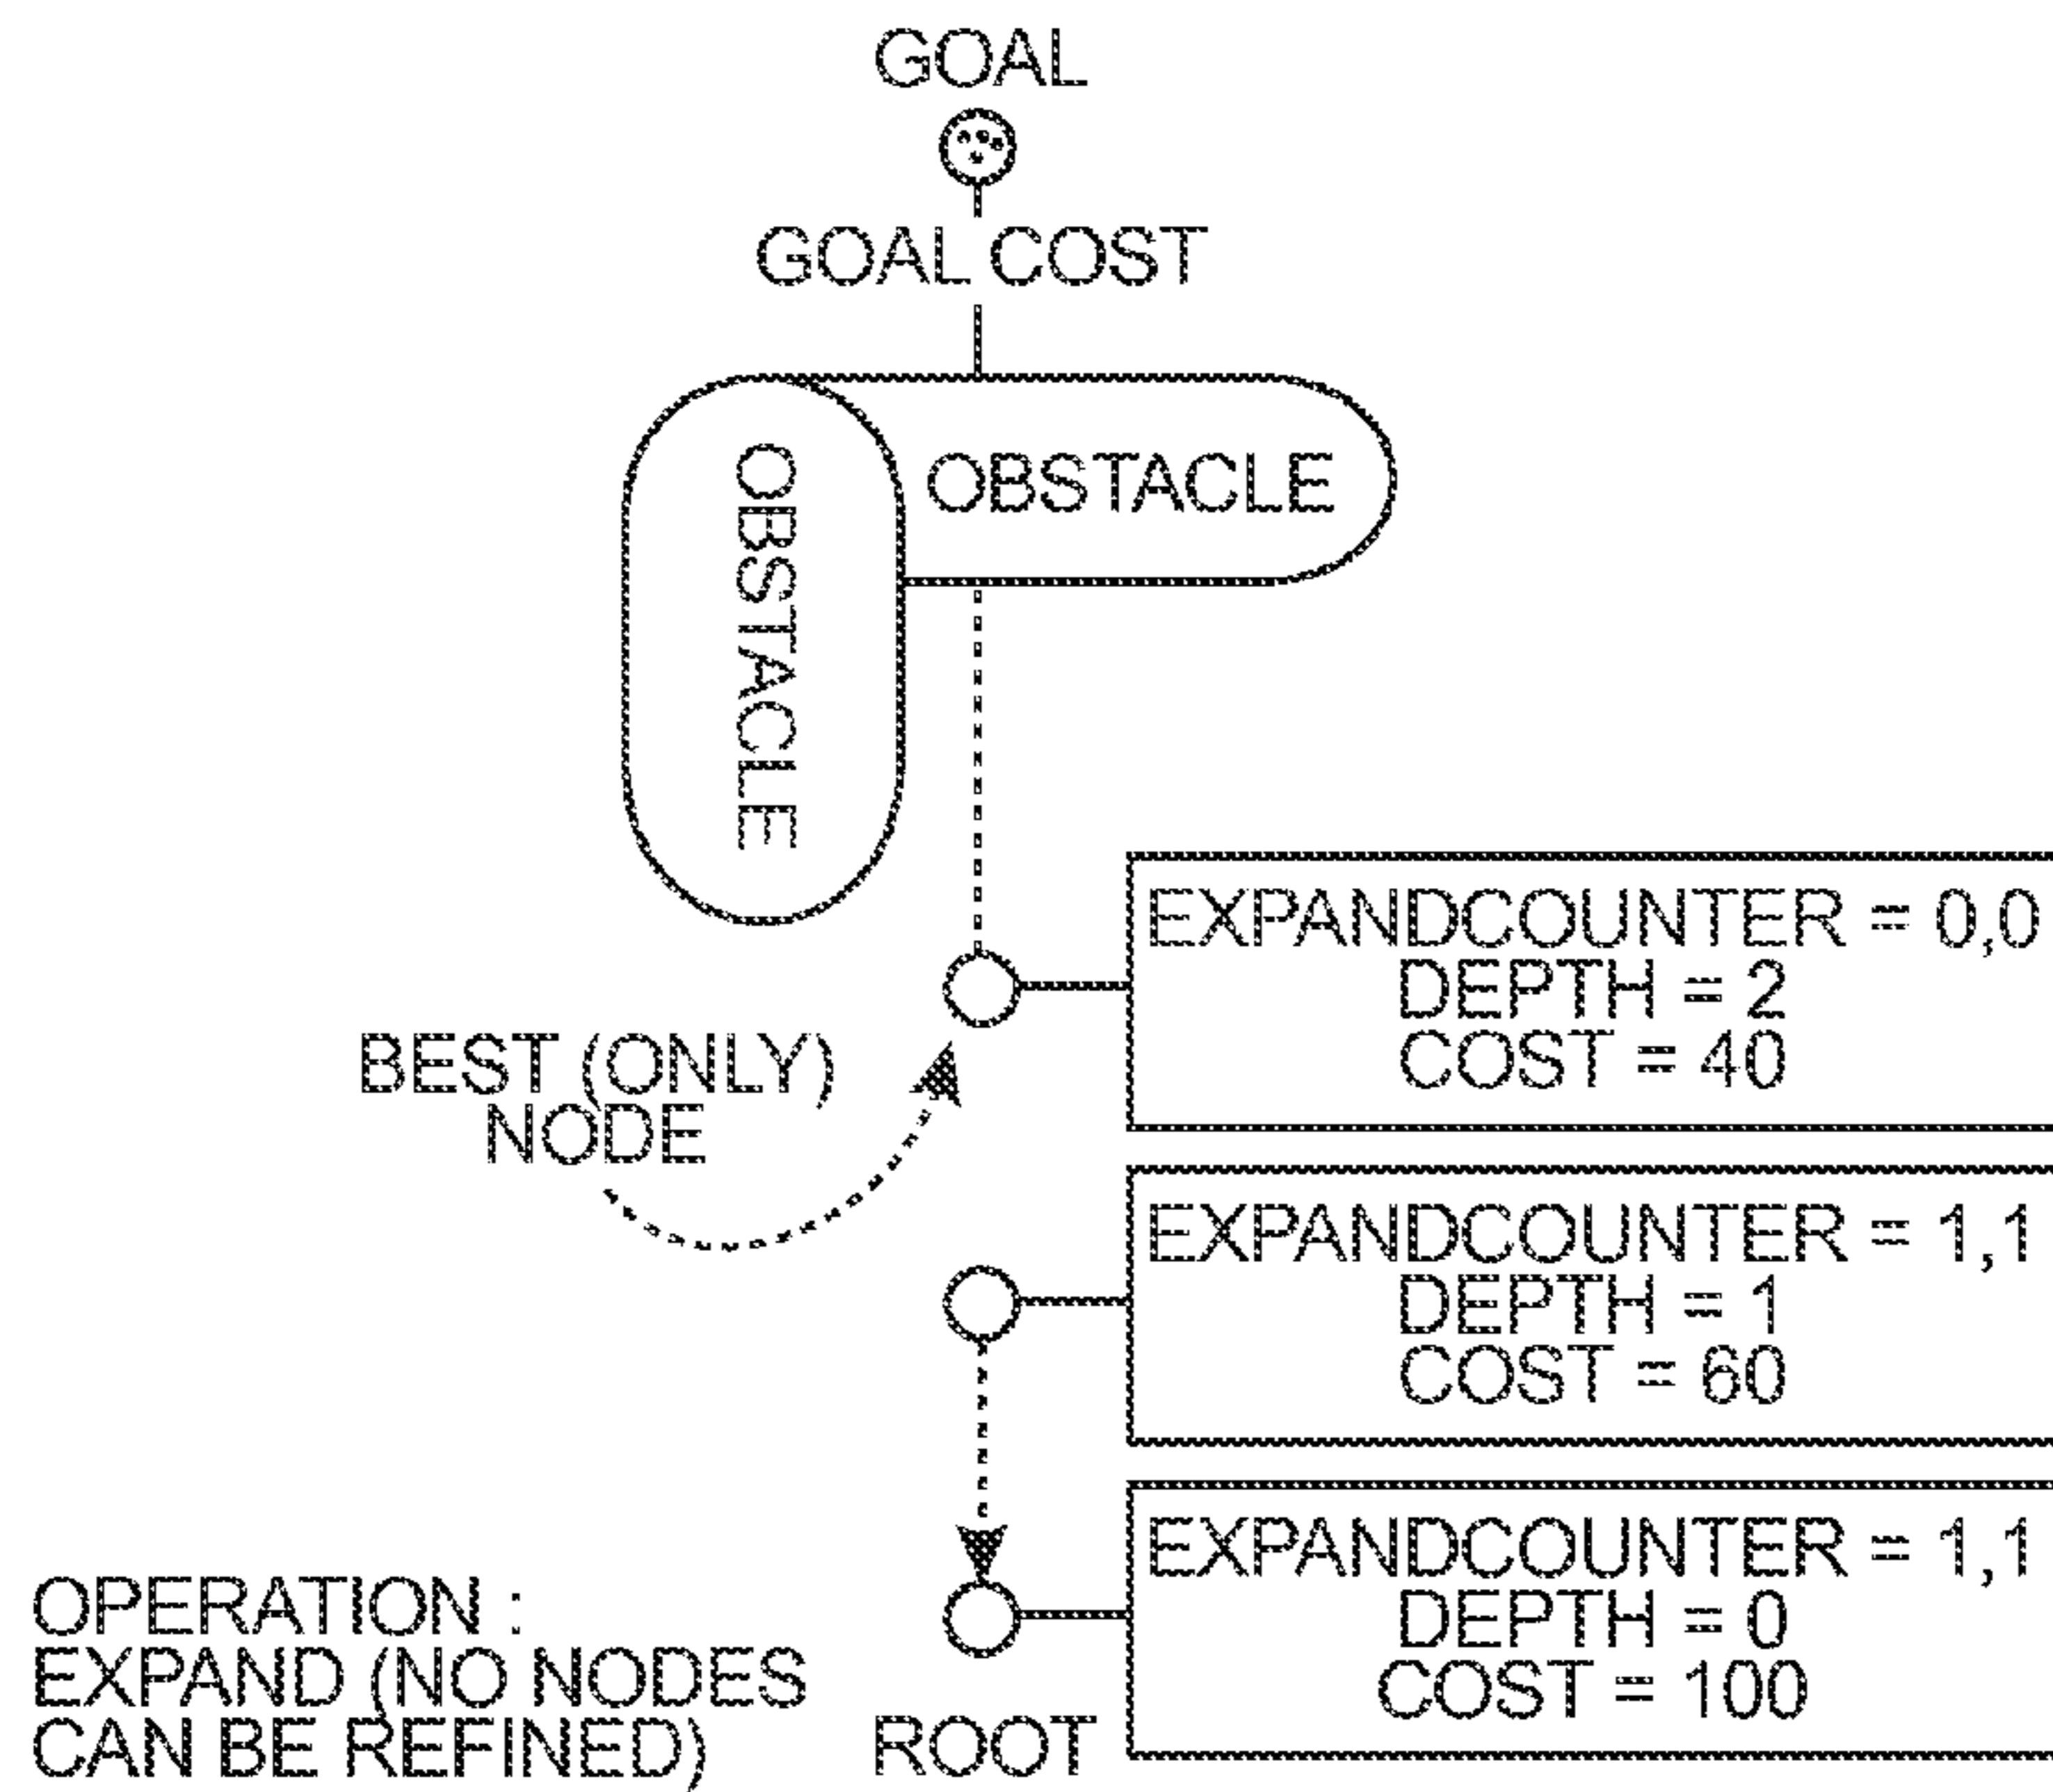 GOAL
GOAL COST
OBSTACLE
OBSTACLE
EXPANDCOUNTER = 0,0
DEPTH = 2
COST = 40
BEST (ONLY)
NODE
EXPANDCOUNTER = 1,1
DEPTH = 1
COST = 60
EXPANDCOUNTER = 1,1
DEPTH = 0
COST = 100
OPERATION :
EXPAND (NO NODES
CAN BE REFINED)
ROOT